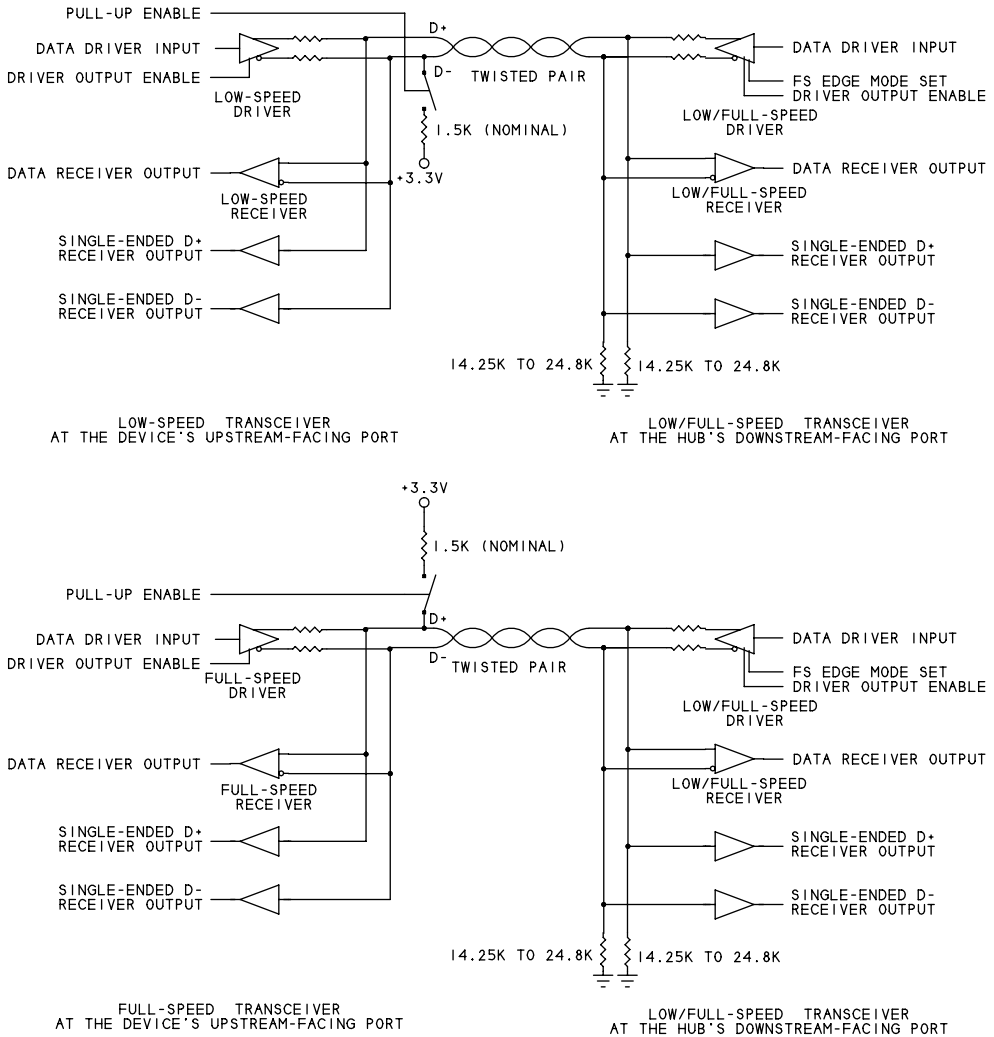 PULL-UP ENABLE
DATA DRIVER INPUT
DRIVER OUTPUT ENABLE
LOW-SPEED
DRIVER
D+
D-
TWISTED PAIR
1.5K (NOMINAL)
+3.3V
DATA DRIVER INPUT
FS EDGE MODE SET
DRIVER OUTPUT ENABLE
LOW/FULL-SPEED
DRIVER
DATA RECEIVER OUTPUT
LOW-SPEED
RECEIVER
DATA RECEIVER OUTPUT
LOW/FULL-SPEED
RECEIVER
SINGLE-ENDED D+
RECEIVER OUTPUT
SINGLE-ENDED D+
RECEIVER OUTPUT
SINGLE-ENDED D-
RECEIVER OUTPUT
SINGLE-ENDED D-
RECEIVER OUTPUT
14.25K TO 24.8K
14.25K TO 24.8K
LOW-SPEED TRANSCEIVER
AT THE DEVICE'S UPSTREAM-FACING PORT
LOW/FULL-SPEED TRANSCEIVER
AT THE HUB'S DOWNSTREAM-FACING PORT
+3.3V
1.5K (NOMINAL)
PULL-UP ENABLE
DATA DRIVER INPUT
DRIVER OUTPUT ENABLE
FULL-SPEED
DRIVER
D+
D-
TWISTED PAIR
DATA DRIVER INPUT
FS EDGE MODE SET
DRIVER OUTPUT ENABLE
LOW/FULL-SPEED
DRIVER
DATA RECEIVER OUTPUT
FULL-SPEED
RECEIVER
DATA RECEIVER OUTPUT
LOW/FULL-SPEED
RECEIVER
SINGLE-ENDED D+
RECEIVER OUTPUT
SINGLE-ENDED D+
RECEIVER OUTPUT
SINGLE-ENDED D-
RECEIVER OUTPUT
SINGLE-ENDED D-
RECEIVER OUTPUT
14.25K TO 24.8K
14.25K TO 24.8K
FULL-SPEED TRANSCEIVER
AT THE DEVICE'S UPSTREAM-FACING PORT
LOW/FULL-SPEED TRANSCEIVER
AT THE HUB'S DOWNSTREAM-FACING PORT